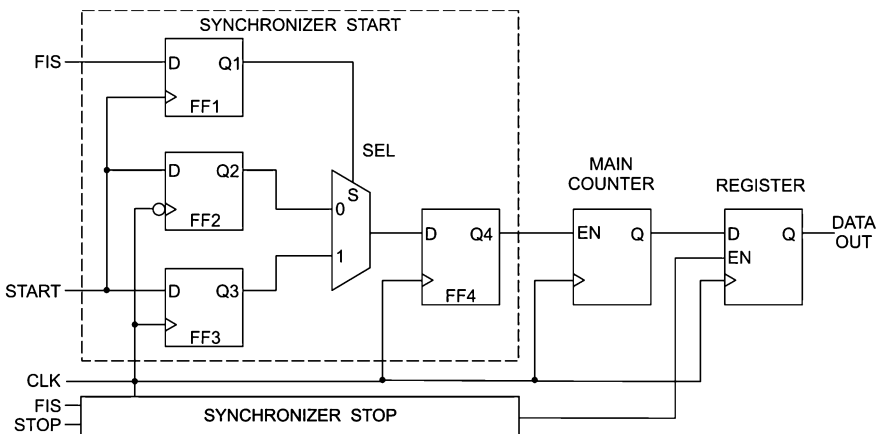 SYNCHRONIZER START
FIS
D Q1
FF1
SEL
D Q2
FF2
S
0
1
D Q3
FF3
START
D Q4
FF4
MAIN
COUNTER
EN Q
REGISTER
D Q
EN
DATA
OUT
CLK
FIS
STOP
SYNCHRONIZER STOP